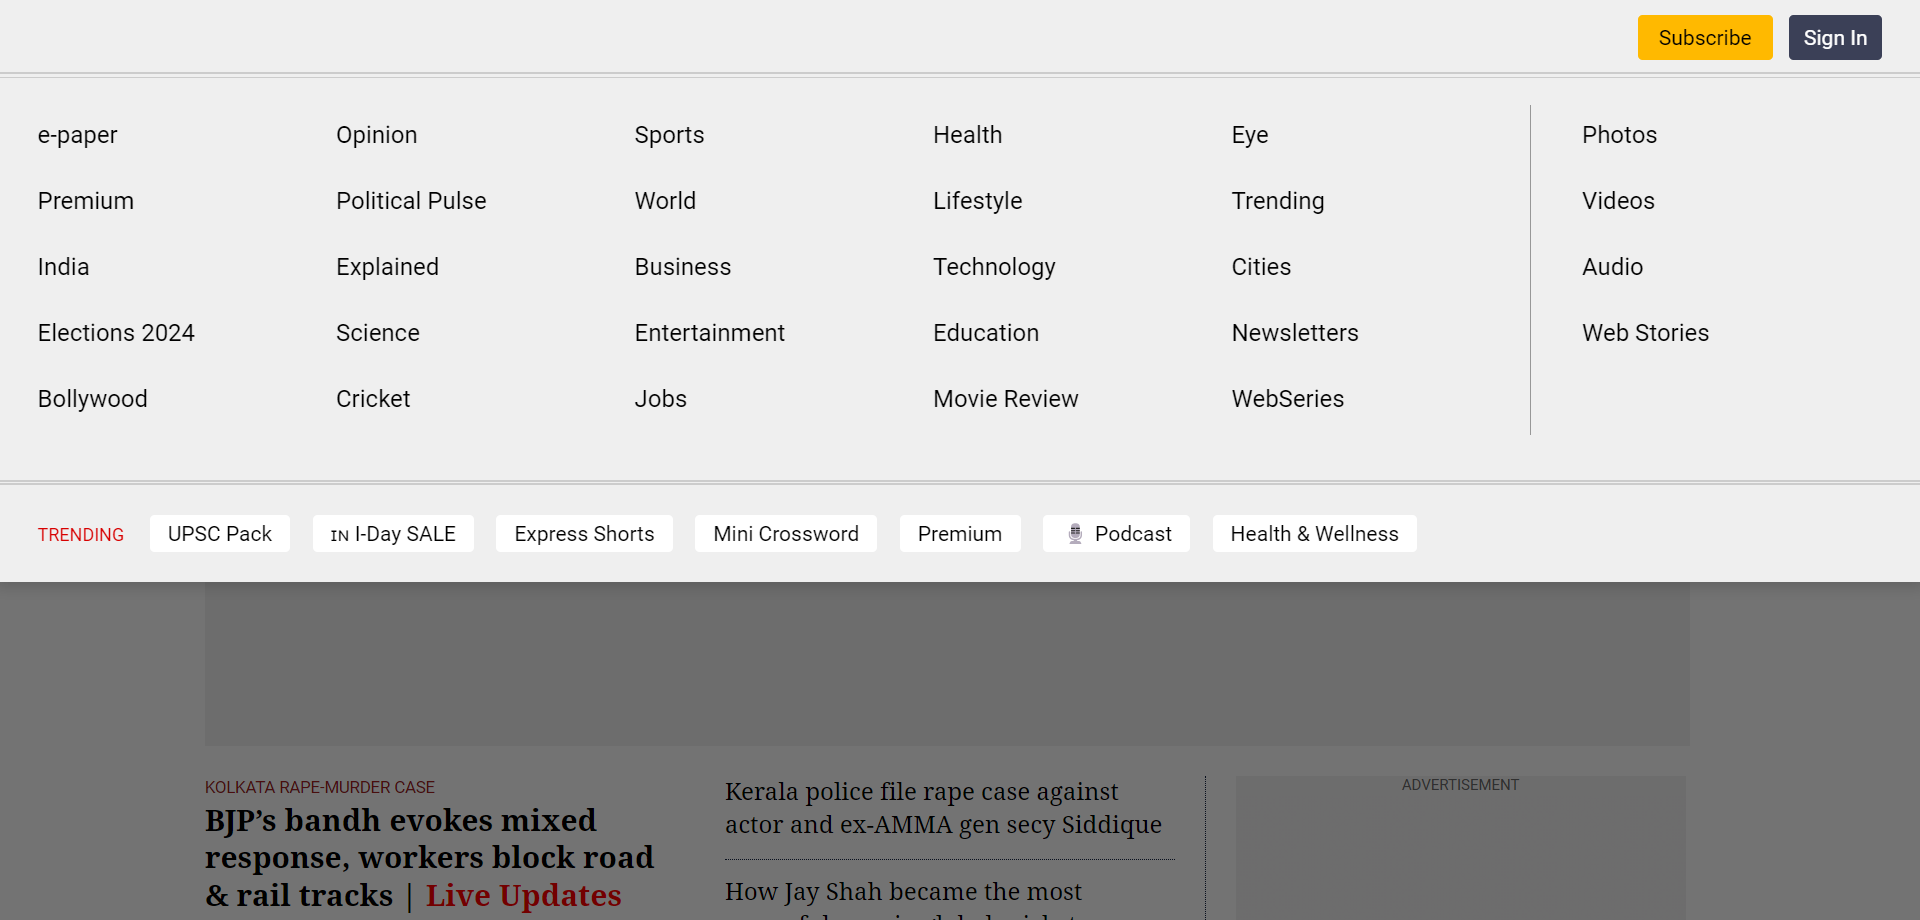 Subscribe
Sign In
e-paper
Opinion
Sports
Health
Eye
Photos
Premium
Political Pulse
World
Lifestyle
Trending
Videos
India
Explained
Business
Technology
Cities
Audio
Elections 2024
Science
Entertainment
Education
Newsletters
Web Stories
Bollywood
Cricket
Jobs
Movie Review
WebSeries
TRENDING
UPSC Pack
IN I-Day SALE
Express Shorts
Mini Crossword
Premium
Podcast
Health & Wellness
KOLKATA RAPE-MURDER CASE
BJP’s bandh evokes mixed
response, workers block road
& rail tracks | Live Updates
Kerala police file rape case against
actor and ex-AMMA gen secy Siddique
How Jay Shah became the most
ADVERTISEMENT